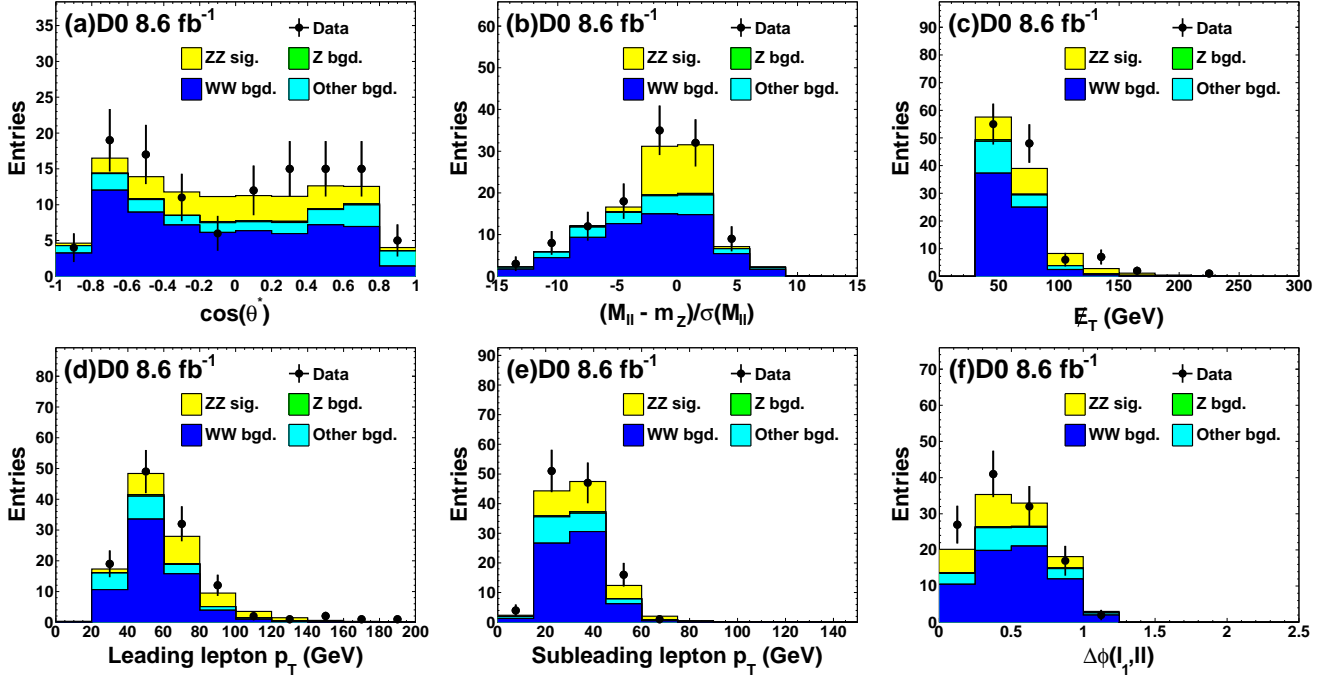 (a)D0 8.6 fb-1
Data
ZZ sig.
Z bgd.
WW bgd.
Other bgd.
Entries
35
30
25
20
15
10
5
0
-1 -0.8 -0.6 -0.4 -0.2 0 0.2 0.4 0.6 0.8 1
cos(θ*)
(b)D0 8.6 fb-1
Data
ZZ sig.
Z bgd.
WW bgd.
Other bgd.
Entries
60
50
40
30
20
10
0
-15 -10 -5 0 5 10 15
(Mll - mZ)/σ(Mll)
(c)D0 8.6 fb-1
Data
ZZ sig.
Z bgd.
WW bgd.
Other bgd.
Entries
90
80
70
60
50
40
30
20
10
0
0 50 100 150 200 250 300
E̸T (GeV)
(d)D0 8.6 fb-1
Data
ZZ sig.
Z bgd.
WW bgd.
Other bgd.
Entries
80
70
60
50
40
30
20
10
0
0 20 40 60 80 100 120 140 160 180 200
Leading lepton pT (GeV)
(e)D0 8.6 fb-1
Data
ZZ sig.
Z bgd.
WW bgd.
Other bgd.
Entries
90
80
70
60
50
40
30
20
10
0
0 20 40 60 80 100 120 140
Subleading lepton pT (GeV)
(f)D0 8.6 fb-1
Data
ZZ sig.
Z bgd.
WW bgd.
Other bgd.
Entries
70
60
50
40
30
20
10
0
0 0.5 1 1.5 2 2.5
Δϕ(l1,ll)